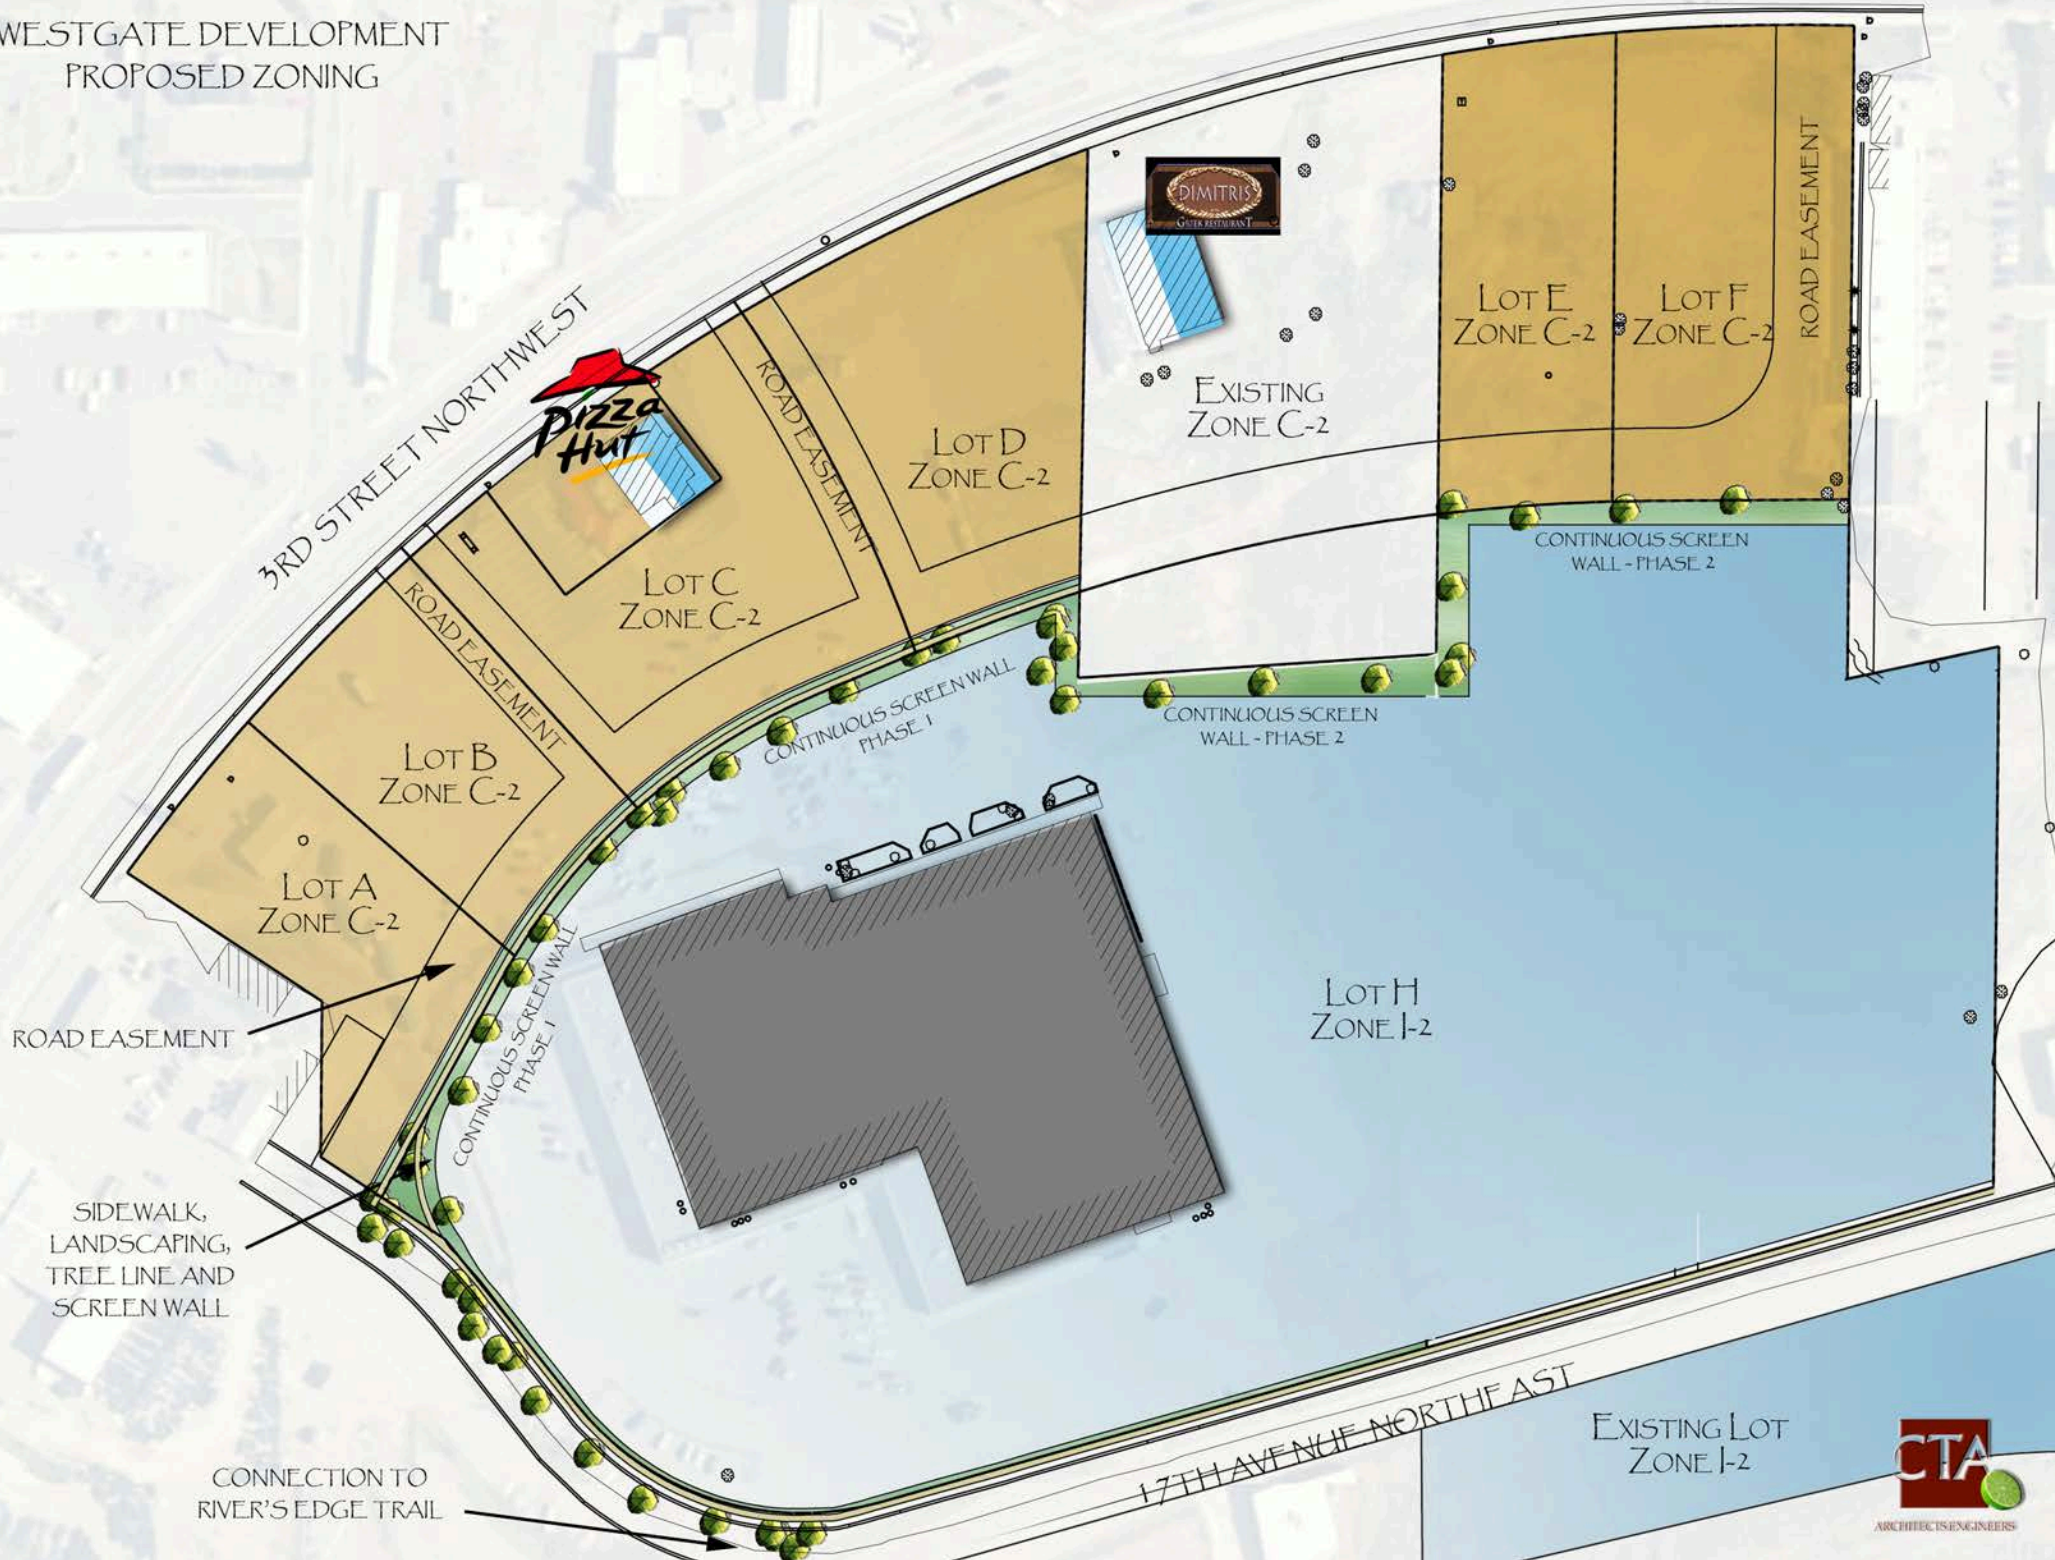 WESTGATE DEVELOPMENT
PROPOSED ZONING
3RD STREET NORTHWEST
DIMITRIS
GREEK RESTAURANT
Pizza
Hut
LOT E
ZONE C-2
LOT F
ZONE C-2
ROAD EASEMENT
EXISTING
ZONE C-2
LOT D
ZONE C-2
ROAD EASEMENT
LOT C
ZONE C-2
ROAD EASEMENT
LOT B
ZONE C-2
LOT A
ZONE C-2
CONTINUOUS SCREEN
WALL - PHASE 2
CONTINUOUS SCREEN WALL
PHASE 1
CONTINUOUS SCREEN
WALL - PHASE 2
CONTINUOUS SCREEN WALL
PHASE 1
ROAD EASEMENT
LOT H
ZONE I-2
SIDEWALK,
LANDSCAPING,
TREE LINE AND
SCREEN WALL
CONNECTION TO
RIVER'S EDGE TRAIL
17TH AVENUE NORTHEAST
EXISTING LOT
ZONE I-2
CTA
ARCHITECTS ENGINEERS